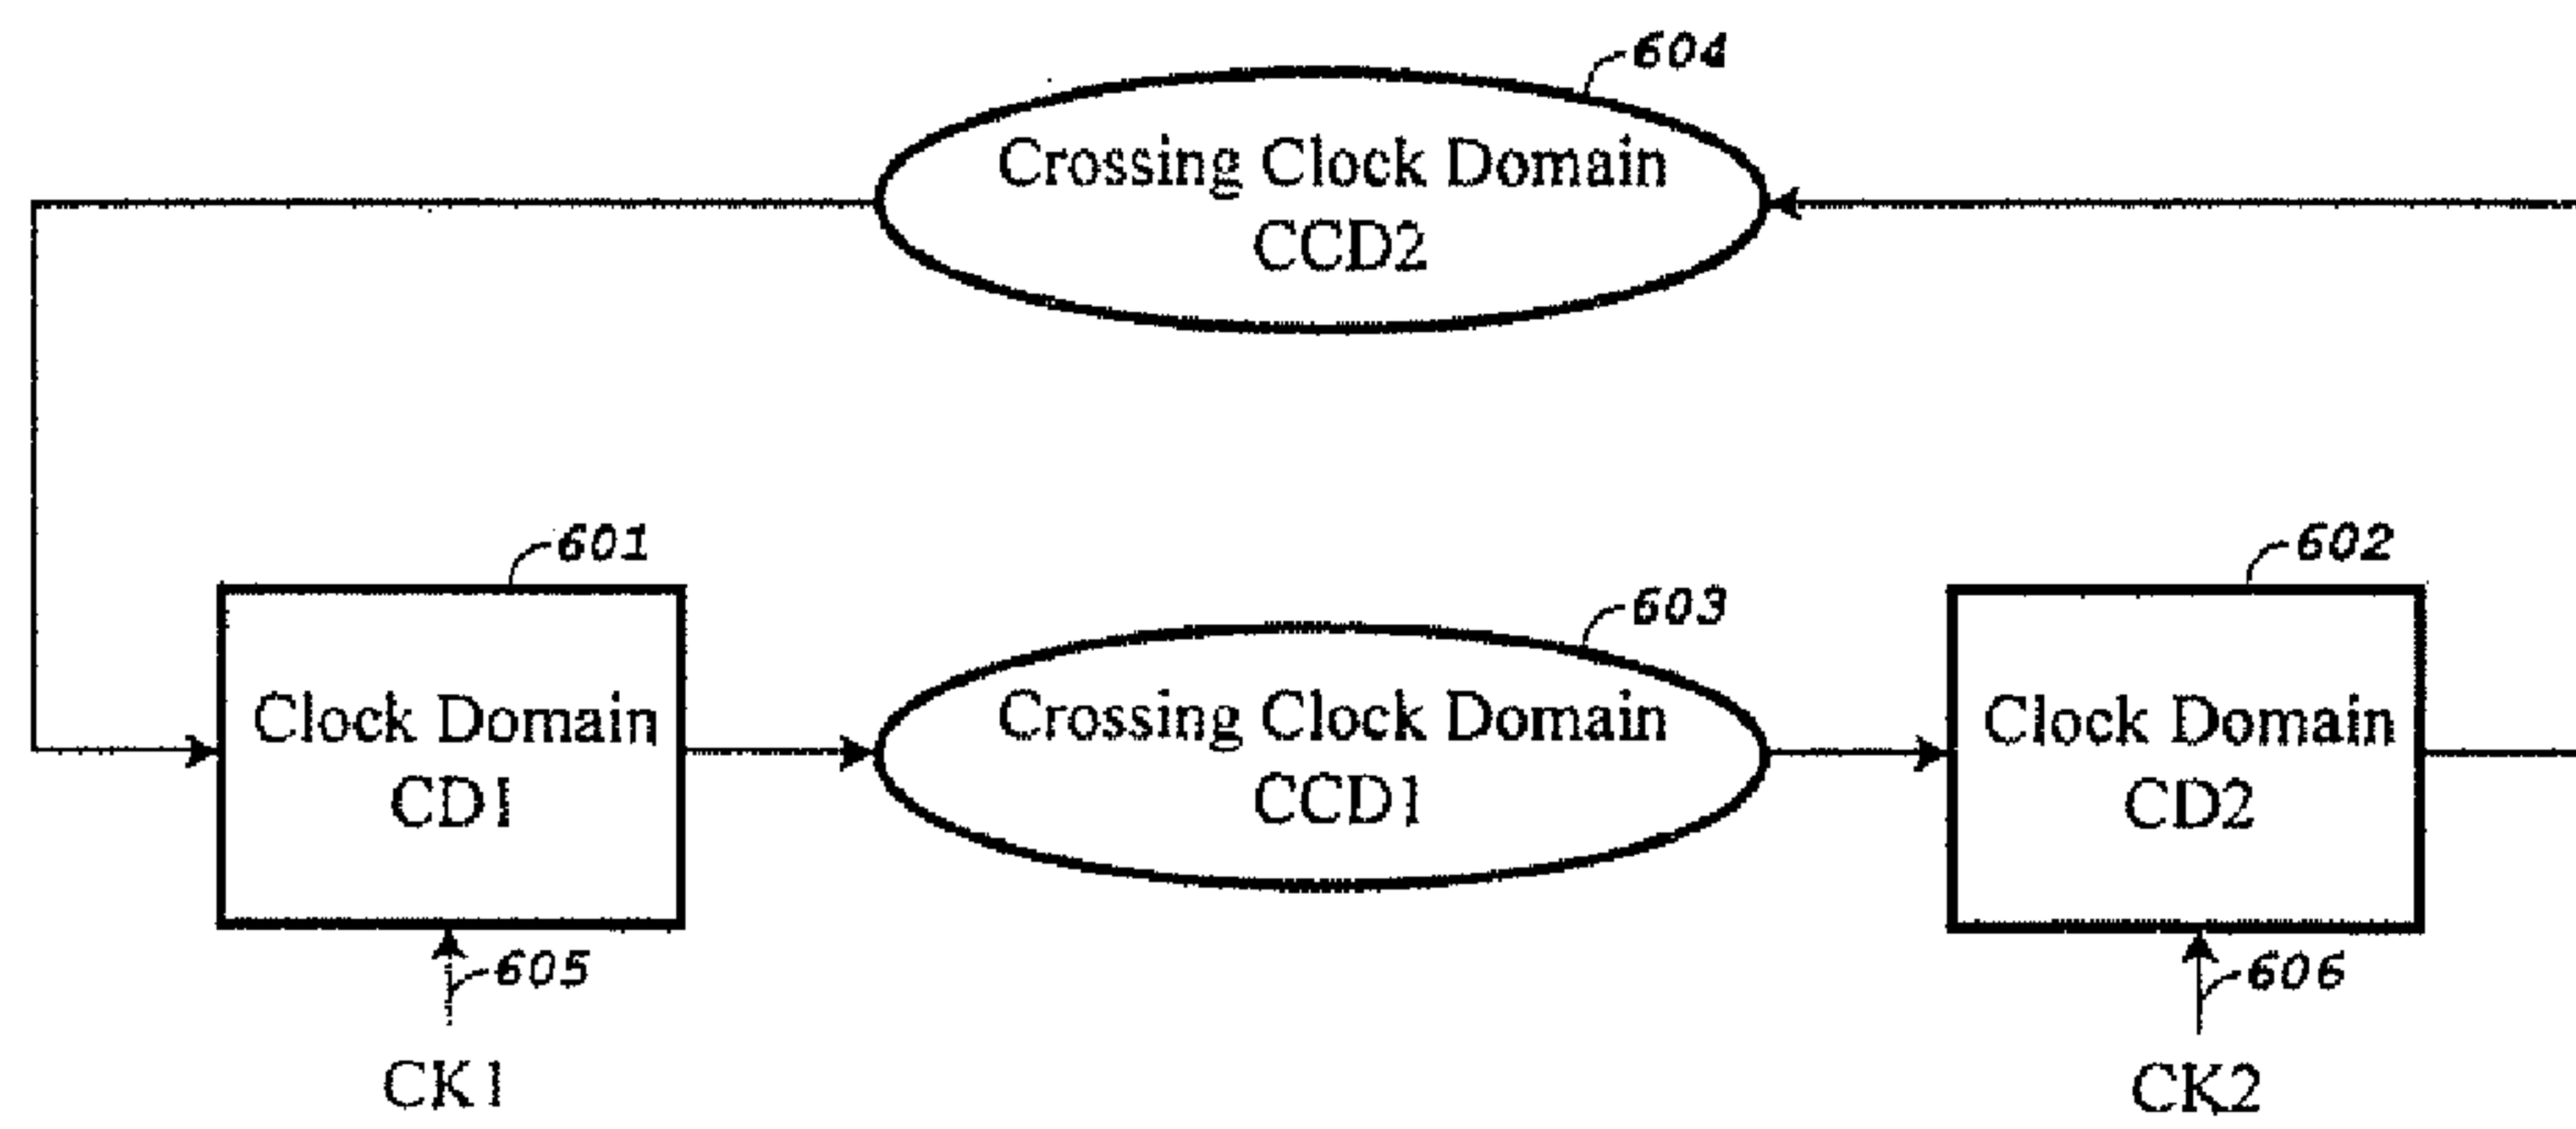 604
Crossing Clock Domain
CCD2
601
602
603
Clock Domain
CD1
Crossing Clock Domain
CCD1
Clock Domain
CD2
605
606
CK1
CK2